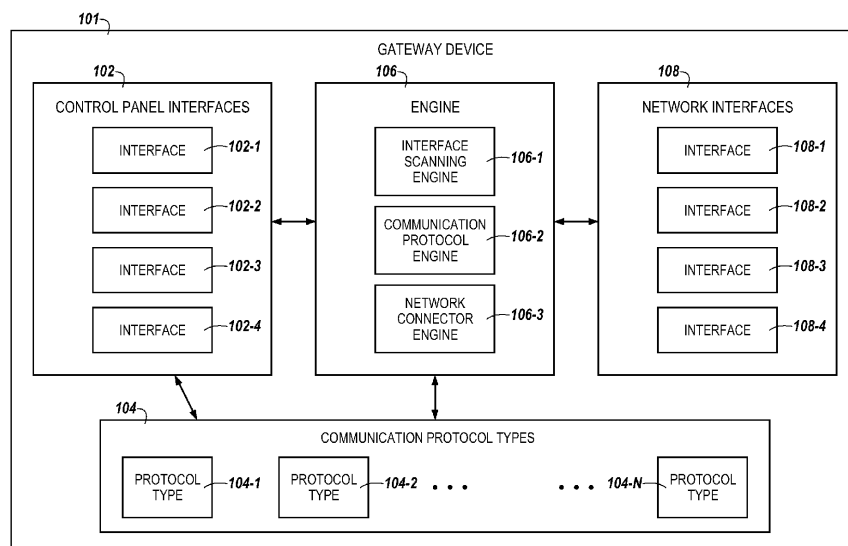 101
GATEWAY DEVICE
102
CONTROL PANEL INTERFACES
INTERFACE
102-1
INTERFACE
102-2
INTERFACE
102-3
INTERFACE
102-4
106
ENGINE
INTERFACE
SCANNING
ENGINE
106-1
COMMUNICATION
PROTOCOL
ENGINE
106-2
NETWORK
CONNECTOR
ENGINE
106-3
108
NETWORK INTERFACES
INTERFACE
108-1
INTERFACE
108-2
INTERFACE
108-3
INTERFACE
108-4
104
COMMUNICATION PROTOCOL TYPES
PROTOCOL
TYPE
104-1
PROTOCOL
TYPE
104-2
• • •
• • •
104-N
PROTOCOL
TYPE